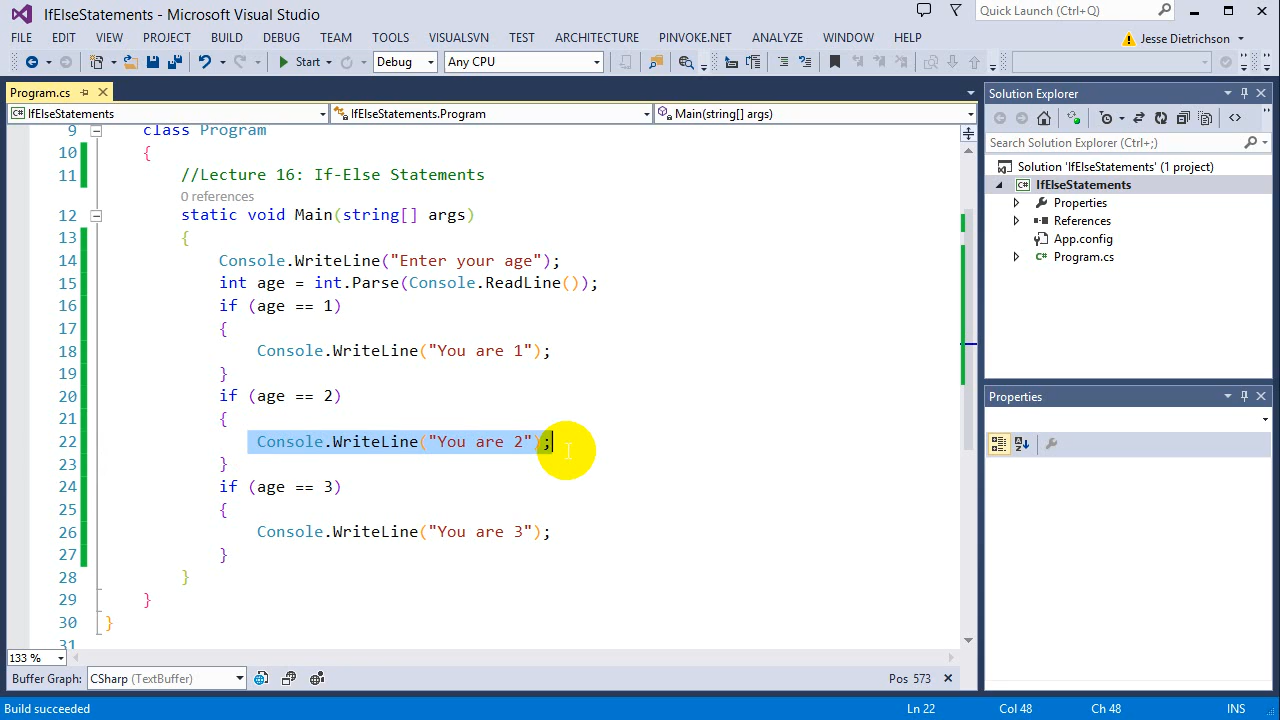 IfElseStatements - Microsoft Visual Studio
Quick Launch (Ctrl+Q)
FILE EDIT VIEW PROJECT BUILD DEBUG TEAM TOOLS VISUALSVN TEST ARCHITECTURE PINVOKE.NET ANALYZE WINDOW HELP
Jesse Dietrichson
Start Debug Any CPU
Program.cs
IfElseStatements IfElseStatements.Program Main(string[] args)
9 class Program
10 {
11 //Lecture 16: If-Else Statements
0 references
12 static void Main(string[] args)
13 {
14 Console.WriteLine("Enter your age");
15 int age = int.Parse(Console.ReadLine());
16 if (age == 1)
17 {
18 Console.WriteLine("You are 1");
19 }
20 if (age == 2)
21 {
22 Console.WriteLine("You are 2");
23 }
24 if (age == 3)
25 {
26 Console.WriteLine("You are 3");
27 }
28 }
29 }
30 }
31
133 %
Buffer Graph: CSharp (TextBuffer) Pos 573
Solution Explorer
Search Solution Explorer (Ctrl+;)
Solution 'IfElseStatements' (1 project)
IfElseStatements
Properties
References
App.config
Program.cs
Properties
Build succeeded Ln 22 Col 48 Ch 48 INS